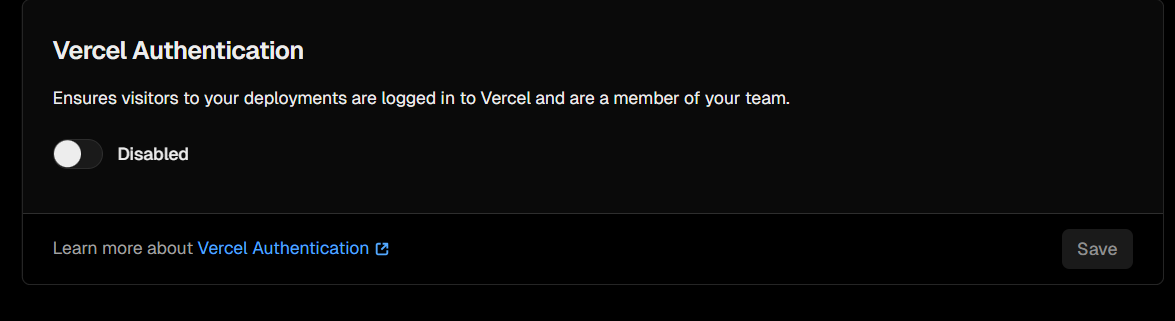 Vercel Authentication
Ensures visitors to your deployments are logged in to Vercel and are a member of your team.
Disabled
Learn more about Vercel Authentication
Save